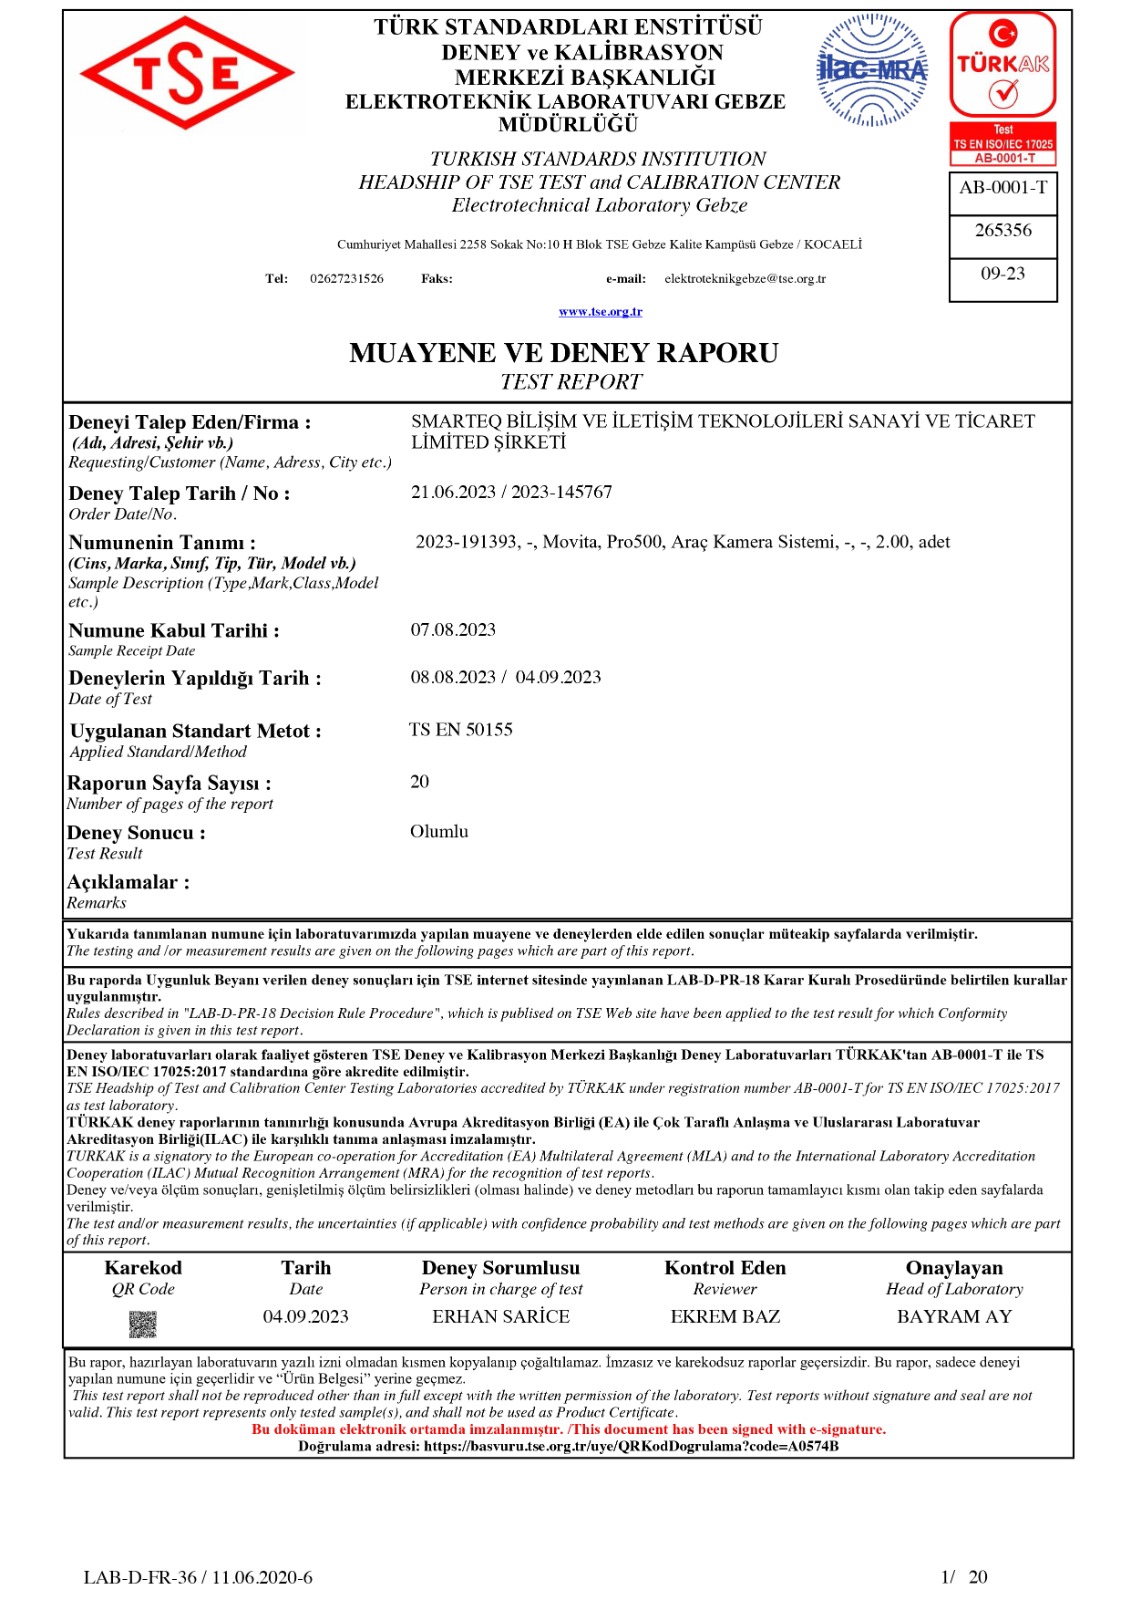 TSE
TÜRK STANDARDLARI ENSTİTÜSÜ
DENEY ve KALİBRASYON
MERKEZİ BAŞKANLIĞI
ELEKTROTEKNİK LABORATUVARI GEBZE
MÜDÜRLÜĞÜ
TURKISH STANDARDS INSTITUTION
HEADSHIP OF TSE TEST and CALIBRATION CENTER
Electrotechnical Laboratory Gebze
ilac-MRA
TÜRKAK
Test
TS EN ISO/IEC 17025
AB-0001-T
AB-0001-T
265356
09-23
Cumhuriyet Mahallesi 2258 Sokak No:10 H Blok TSE Gebze Kalite Kampüsü Gebze / KOCAELİ
Tel: 02627231526 Faks: e-mail: elektroteknikgebze@tse.org.tr
www.tse.org.tr
MUAYENE VE DENEY RAPORU
TEST REPORT
Deneyi Talep Eden/Firma : SMARTEQ BİLİŞİM VE İLETİŞİM TEKNOLOJİLERİ SANAYİ VE TİCARET
(Adı, Adresi, Şehir vb.) LİMİTED ŞİRKETİ
Requesting/Customer (Name, Adress, City etc.)
Deney Talep Tarih / No : 21.06.2023 / 2023-145767
Order Date/No.
Numunenin Tanımı : 2023-191393, -, Movita, Pro500, Araç Kamera Sistemi, -, -, 2.00, adet
(Cins, Marka, Sınıf, Tip, Tür, Model vb.)
Sample Description (Type,Mark,Class,Model
etc.)
Numune Kabul Tarihi : 07.08.2023
Sample Receipt Date
Deneylerin Yapıldığı Tarih : 08.08.2023 / 04.09.2023
Date of Test
Uygulanan Standart Metot : TS EN 50155
Applied Standard/Method
Raporun Sayfa Sayısı : 20
Number of pages of the report
Deney Sonucu : Olumlu
Test Result
Açıklamalar :
Remarks
Yukarıda tanımlanan numune için laboratuvarımızda yapılan muayene ve deneylerden elde edilen sonuçlar müteakip sayfalarda verilmiştir.
The testing and /or measurement results are given on the following pages which are part of this report.
Bu raporda Uygunluk Beyanı verilen deney sonuçları için TSE internet sitesinde yayınlanan LAB-D-PR-18 Karar Kuralı Prosedüründe belirtilen kurallar
uygulanmıştır.
Rules described in "LAB-D-PR-18 Decision Rule Procedure", which is publised on TSE Web site have been applied to the test result for which Conformity
Declaration is given in this test report.
Deney laboratuvarları olarak faaliyet gösteren TSE Deney ve Kalibrasyon Merkezi Başkanlığı Deney Laboratuvarları TÜRKAK'tan AB-0001-T ile TS
EN ISO/IEC 17025:2017 standardına göre akredite edilmiştir.
TSE Headship of Test and Calibration Center Testing Laboratories accredited by TÜRKAK under registration number AB-0001-T for TS EN ISO/IEC 17025:2017
as test laboratory.
TÜRKAK deney raporlarının tanınırlığı konusunda Avrupa Akreditasyon Birliği (EA) ile Çok Taraflı Anlaşma ve Uluslararası Laboratuvar
Akreditasyon Birliği(ILAC) ile karşılıklı tanıma anlaşması imzalamıştır.
TURKAK is a signatory to the European co-operation for Accreditation (EA) Multilateral Agreement (MLA) and to the International Laboratory Accreditation
Cooperation (ILAC) Mutual Recognition Arrangement (MRA) for the recognition of test reports.
Deney ve/veya ölçüm sonuçları, genişletilmiş ölçüm belirsizlikleri (olması halinde) ve deney metodları bu raporun tamamlayıcı kısmı olan takip eden sayfalarda
verilmiştir.
The test and/or measurement results, the uncertainties (if applicable) with confidence probability and test methods are given on the following pages which are part
of this report.
Karekod Tarih Deney Sorumlusu Kontrol Eden Onaylayan
QR Code Date Person in charge of test Reviewer Head of Laboratory
04.09.2023 ERHAN SARİCE EKREM BAZ BAYRAM AY
Bu rapor, hazırlayan laboratuvarın yazılı izni olmadan kısmen kopyalanıp çoğaltılamaz. İmzasız ve karekodsuz raporlar geçersizdir. Bu rapor, sadece deneyi
yapılan numune için geçerlidir ve “Ürün Belgesi” yerine geçmez.
This test report shall not be reproduced other than in full except with the written permission of the laboratory. Test reports without signature and seal are not
valid. This test report represents only tested sample(s), and shall not be used as Product Certificate.
Bu doküman elektronik ortamda imzalanmıştır. /This document has been signed with e-signature.
Doğrulama adresi: https://basvuru.tse.org.tr/uye/QRKodDogrulama?code=A0574B
LAB-D-FR-36 / 11.06.2020-6
1/ 20